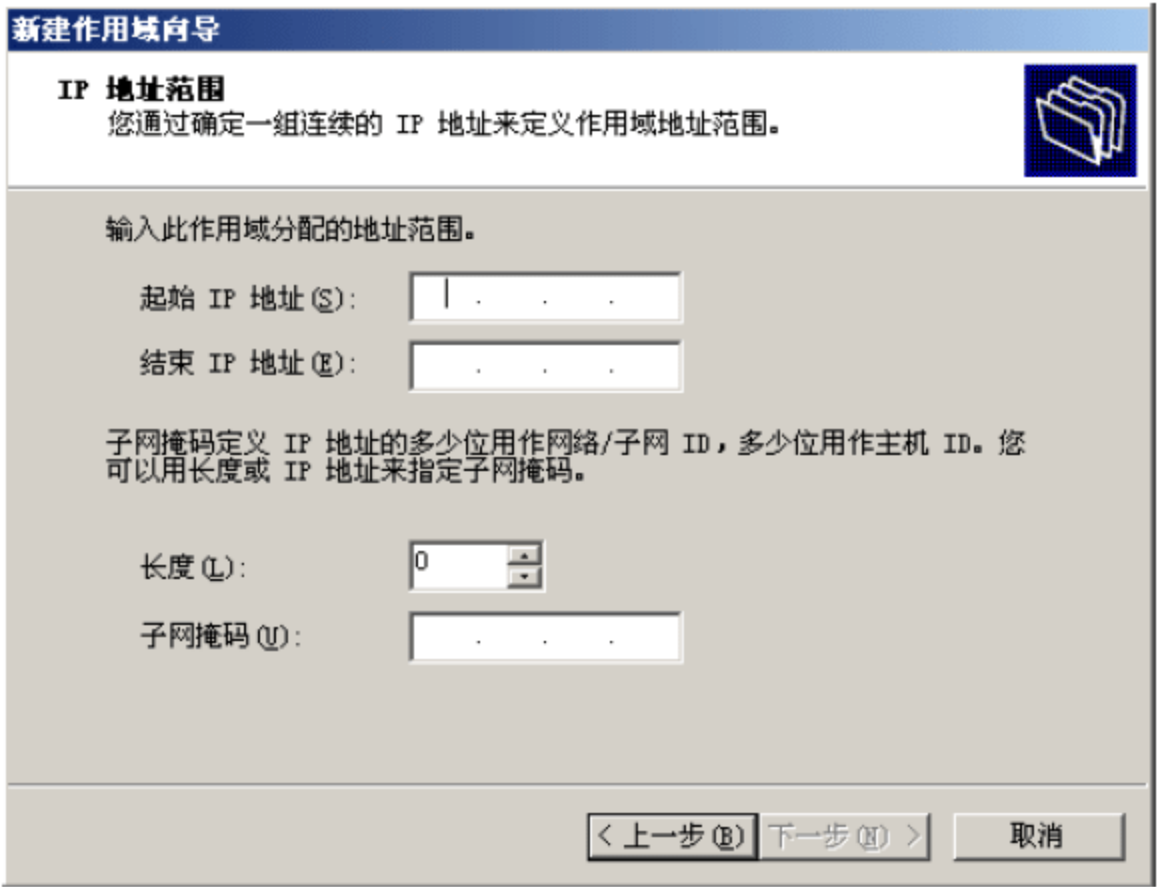 新建作用域向导
IP 地址范围
您通过确定一组连续的 IP 地址来定义作用域地址范围。
输入此作用域分配的地址范围。
起始 IP 地址(S):
. . .
结束 IP 地址(E):
. . .
子网掩码定义 IP 地址的多少位用作网络/子网 ID，多少位用作主机 ID。您
可以用长度或 IP 地址来指定子网掩码。
长度(L):
0
子网掩码(U):
. . .
< 上一步(B) 下一步(N) > 取消